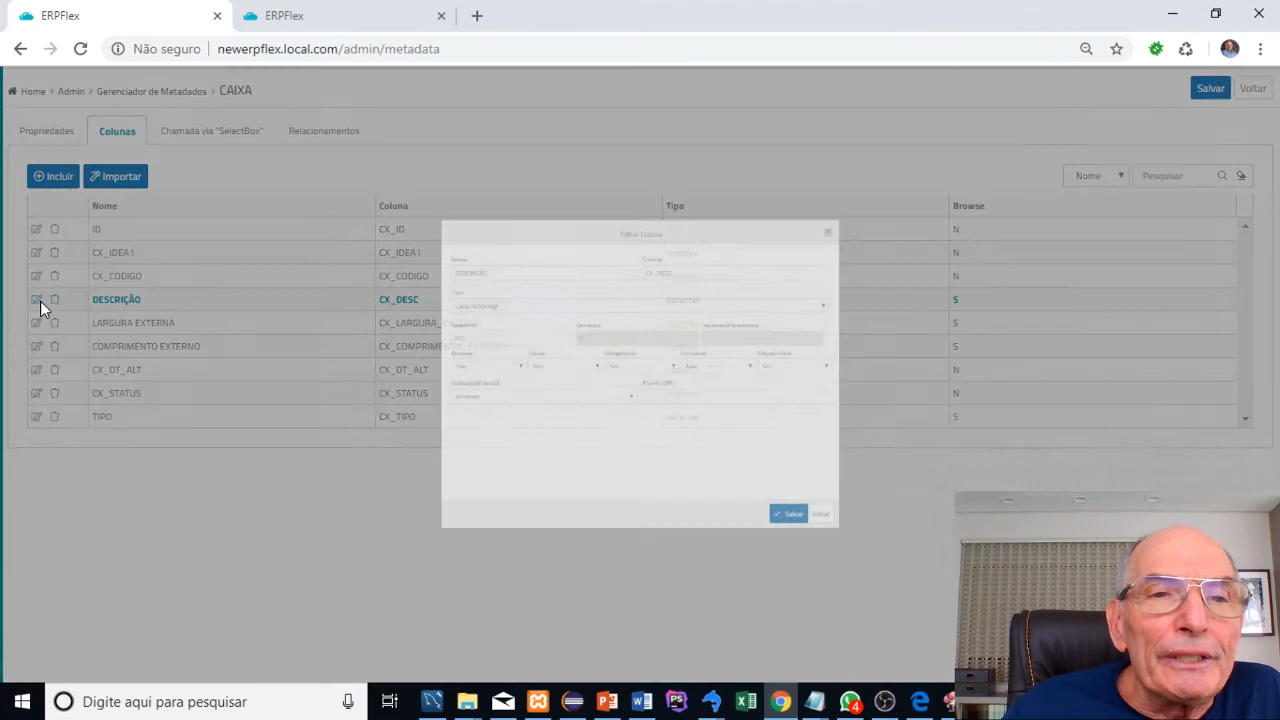 ERPFlex
ERPFlex
Não seguro newerpflex.local.com/admin/metadata
Home > Admin > Gerenciador de Metadados > CAIXA
Salvar Voltar
Propriedades Colunas Chamada via "SelectBox" Relacionamentos
Incluir Importar Nome Pesquisar
Nome Coluna Tipo Browse
ID CX_ID N
CX_IDEA1 CX_IDEA1 N
CX_CODIGO CX_CODIGO N
DESCRIÇÃO CX_DESC S
LARGURA EXTERNA CX_LARGURA_ S
COMPRIMENTO EXTERNO CX_COMPRIMENTO S
CX_DT_ALT CX_DT_ALT N
CX_STATUS CX_STATUS N
TIPO CX_TIPO S
Editar Coluna
Nome Coluna
DESCRIÇÃO CX_DESC
Tipo
Salvar Voltar
Digite aqui para pesquisar
4